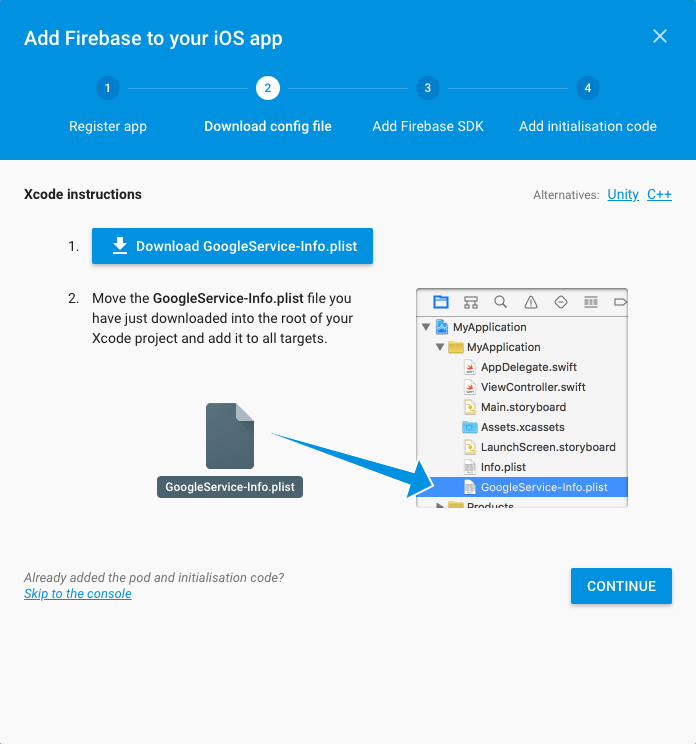 Add Firebase to your iOS app
1
2
3
4
Register app
Download config file
Add Firebase SDK
Add initialisation code
Xcode instructions
Alternatives: Unity C++
1. Download GoogleService-Info.plist
2. Move the GoogleService-Info.plist file you
have just downloaded into the root of your
Xcode project and add it to all targets.
GoogleService-Info.plist
MyApplication
MyApplication
AppDelegate.swift
ViewController.swift
Main.storyboard
Assets.xcassets
LaunchScreen.storyboard
Info.plist
GoogleService-Info.plist
Products
Already added the pod and initialisation code?
Skip to the console
CONTINUE